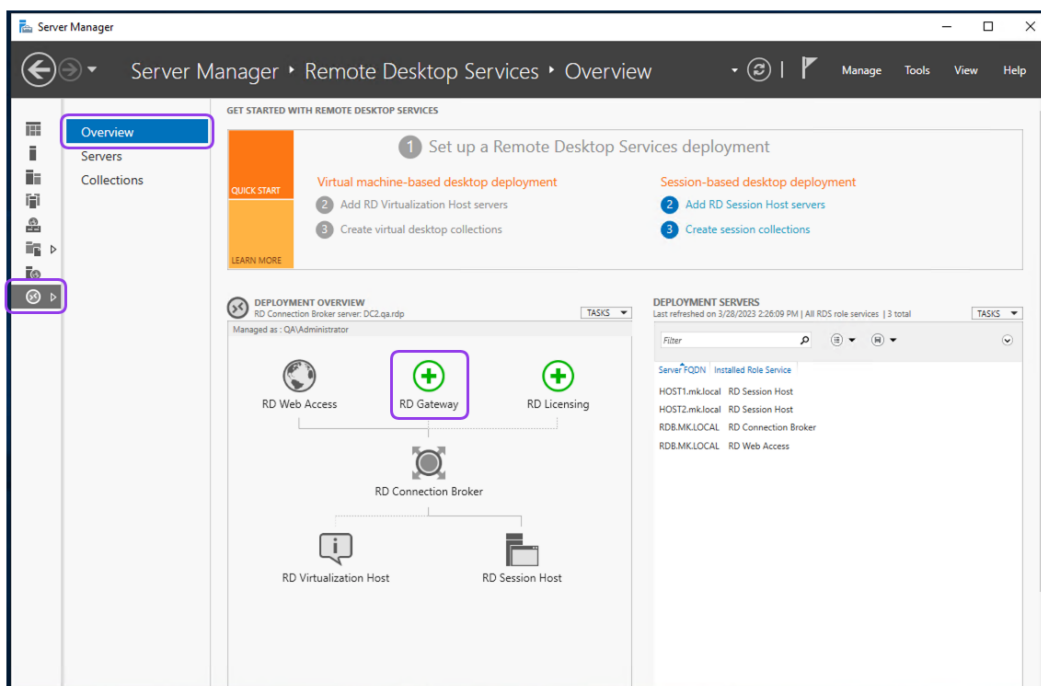 Server Manager
Server Manager ‣ Remote Desktop Services ‣ Overview
Manage Tools View Help
Overview
Servers
Collections
GET STARTED WITH REMOTE DESKTOP SERVICES
1 Set up a Remote Desktop Services deployment
QUICK START
LEARN MORE
Virtual machine-based desktop deployment
2 Add RD Virtualization Host servers
3 Create virtual desktop collections
Session-based desktop deployment
2 Add RD Session Host servers
3 Create session collections
DEPLOYMENT OVERVIEW
RD Connection Broker server: DC2.qa.rdp
TASKS
Managed as : QA\Administrator
RD Web Access
RD Gateway
RD Licensing
RD Connection Broker
RD Virtualization Host
RD Session Host
DEPLOYMENT SERVERS
Last refreshed on 3/28/2023 2:26:09 PM | All RDS role services | 3 total
TASKS
Filter
Server FQDN Installed Role Service
HOST1.mk.local RD Session Host
HOST2.mk.local RD Session Host
RDB.MK.LOCAL RD Connection Broker
RDB.MK.LOCAL RD Web Access